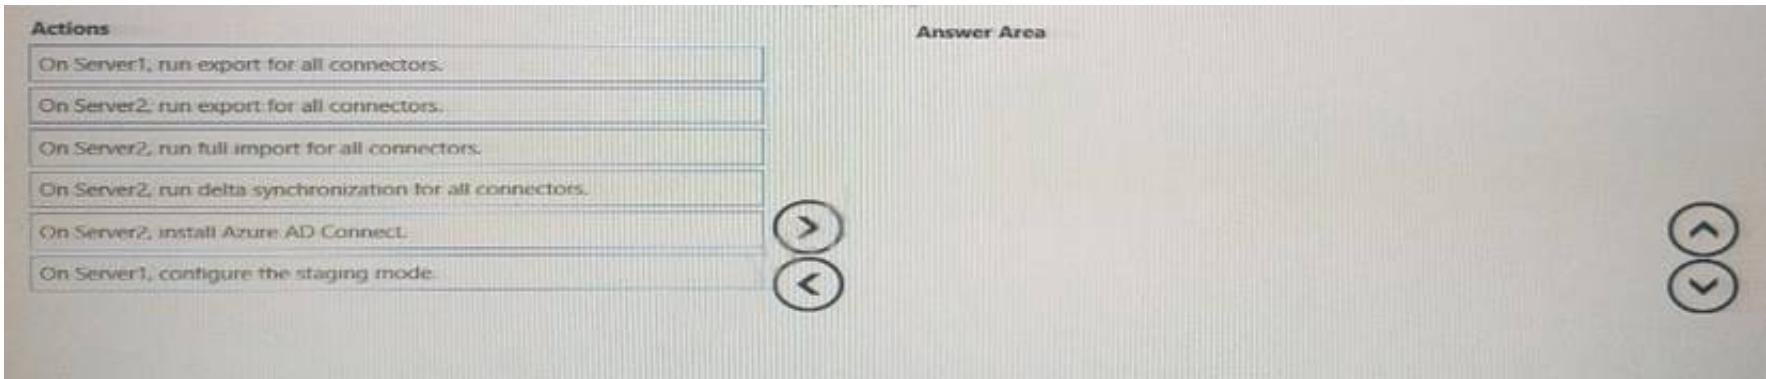 Actions
Answer Area
On Server1, run export for all connectors.
On Server2, run export for all connectors.
On Server2, run full import for all connectors.
On Server2, run delta synchronization for all connectors.
On Server2, install Azure AD Connect.
On Server1, configure the staging mode.